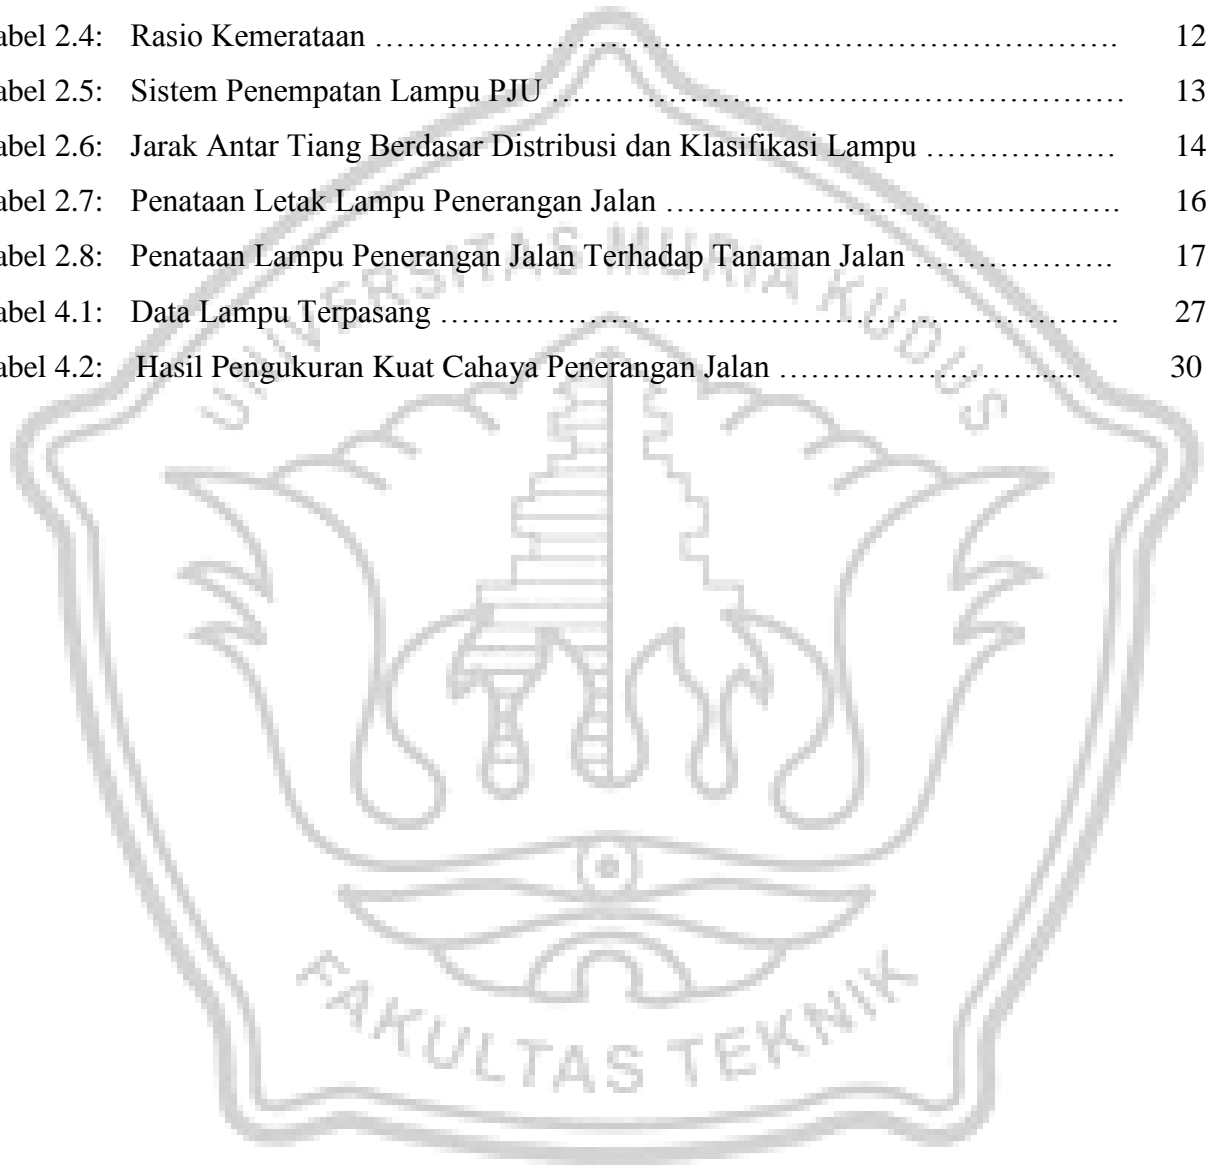 abel 2.4: Rasio Kemerataan ……………………………………………………………. 12
abel 2.5: Sistem Penempatan Lampu PJU ……………………………………………… 13
abel 2.6: Jarak Antar Tiang Berdasar Distribusi dan Klasifikasi Lampu ……………… 14
abel 2.7: Penataan Letak Lampu Penerangan Jalan ……………………………………. 16
abel 2.8: Penataan Lampu Penerangan Jalan Terhadap Tanaman Jalan ………………. 17
abel 4.1: Data Lampu Terpasang ………………………………………………………. 27
abel 4.2: Hasil Pengukuran Kuat Cahaya Penerangan Jalan ……………………...... 30
UNIVERSITAS MURIA KUDUS
FAKULTAS TEKNIK